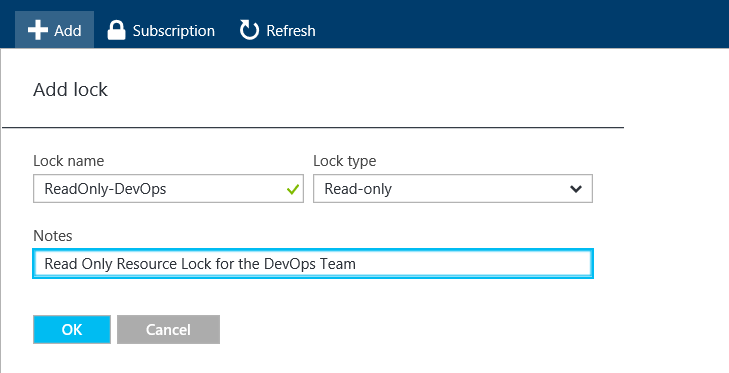 Add Subscription Refresh
Add lock
Lock name Lock type
ReadOnly-DevOps Read-only
Notes
Read Only Resource Lock for the DevOps Team
OK Cancel